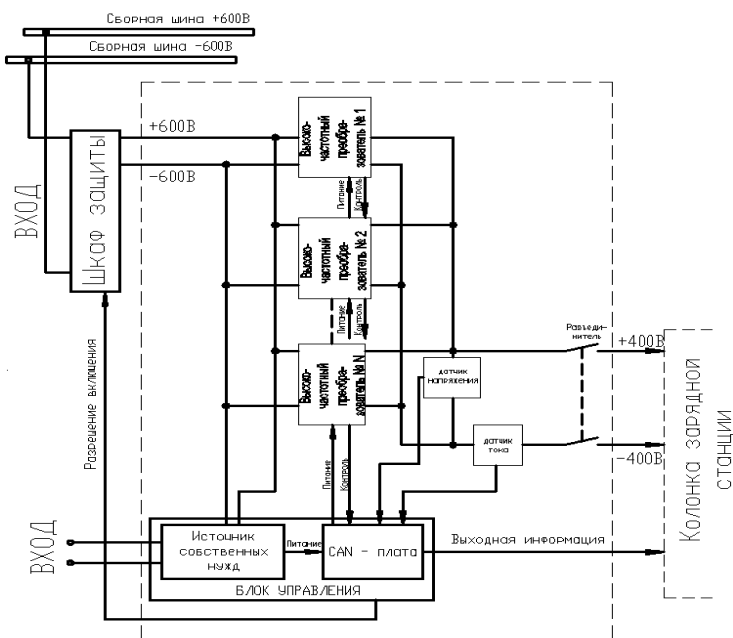 Сборная шина +600В
Сборная шина -600В
+600В
-600В
ВХОД
Шкаф защиты
Высоко-
частотный
преобра-
зователь № 1
Питание
Контроль
Высоко-
частотный
преобра-
зователь № 2
Питание
Контроль
Высоко-
частотный
преобра-
зователь № N
Питание
Контроль
Разъеди-
нитель
+400В
-400В
датчик
напряжения
датчик
тока
Колонка зарядной
станции
Разрешение включения
ВХОД
Источник
собственных
нужд
Питание
CAN - плата
Выходная информация
БЛОК УПРАВЛЕНИЯ